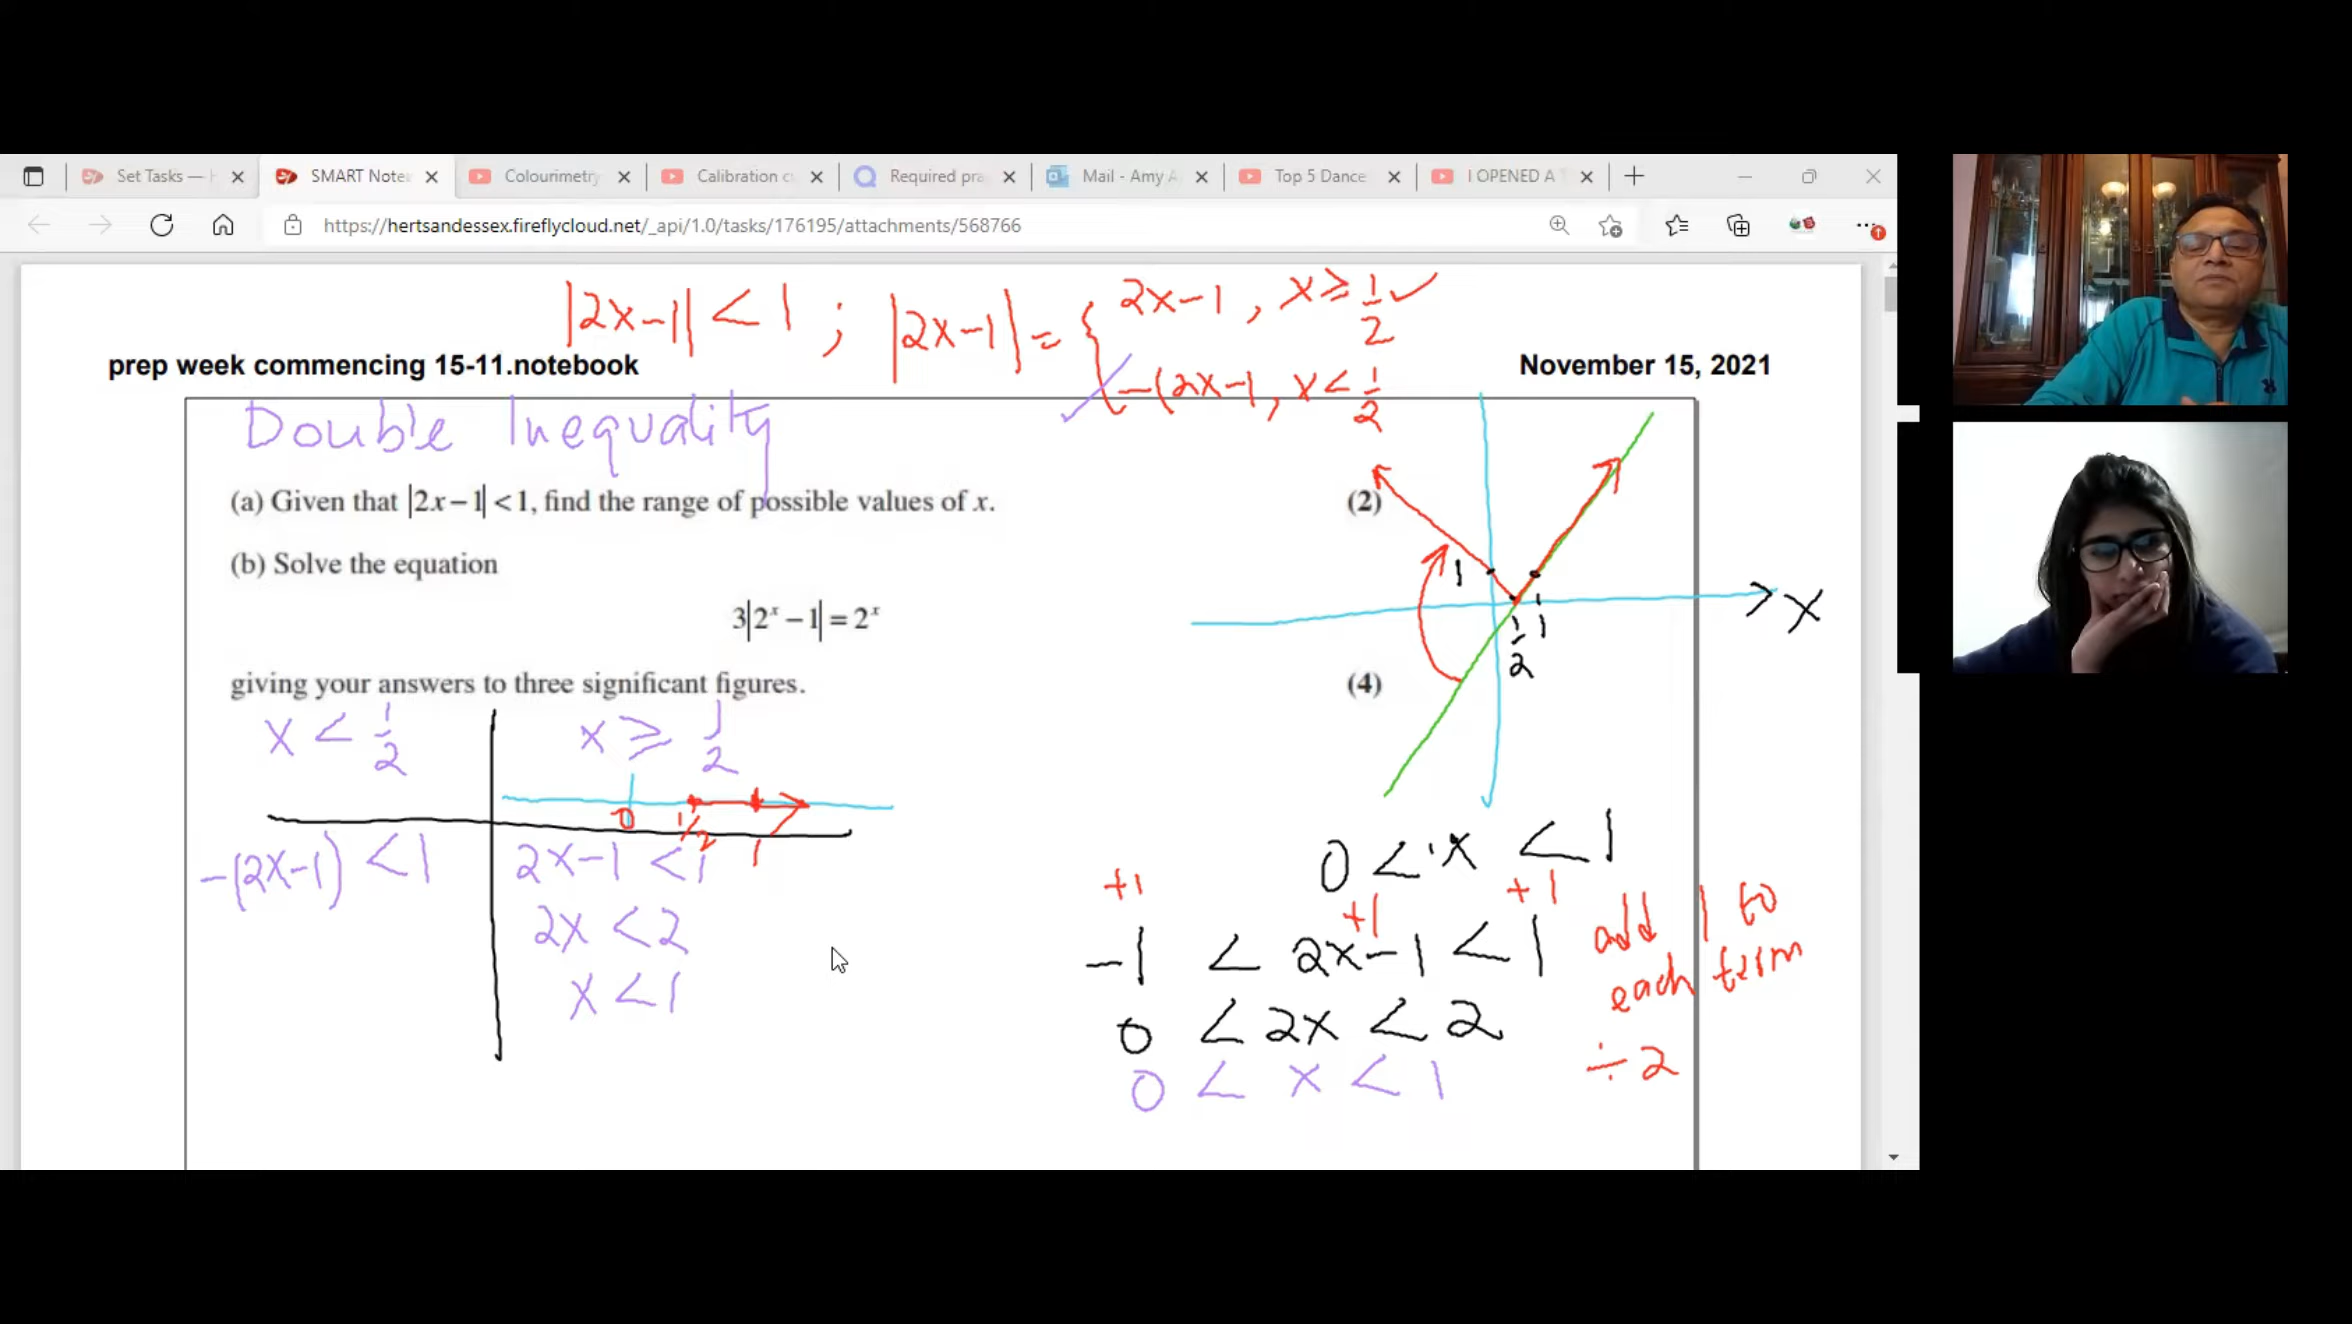 Set Tasks —
SMART Note
Colourimetry
Calibration c
Required pra
Mail - Amy A
Top 5 Dance
I OPENED A
https://hertsandessex.fireflycloud.net/_api/1.0/tasks/176195/attachments/568766
|2x-1| < 1 ; |2x-1| = { 2x-1, x ≥ 1/2 ✓
-(2x-1, x < 1/2
prep week commencing 15-11.notebook
November 15, 2021
Double Inequality
(a) Given that |2x − 1| < 1, find the range of possible values of x.
(2)
(b) Solve the equation
3|2ˣ − 1| = 2ˣ
giving your answers to three significant figures.
(4)
1
1/2
1
X
x < 1/2
x ≥ 1/2
0 1/2 1
-(2x-1) < 1
2x-1 < 1
2x < 2
x < 1
0 < x < 1
+1 +1 +1
-1 < 2x-1 < 1
add 1 to
each term
0 < 2x < 2
÷2
0 < x < 1